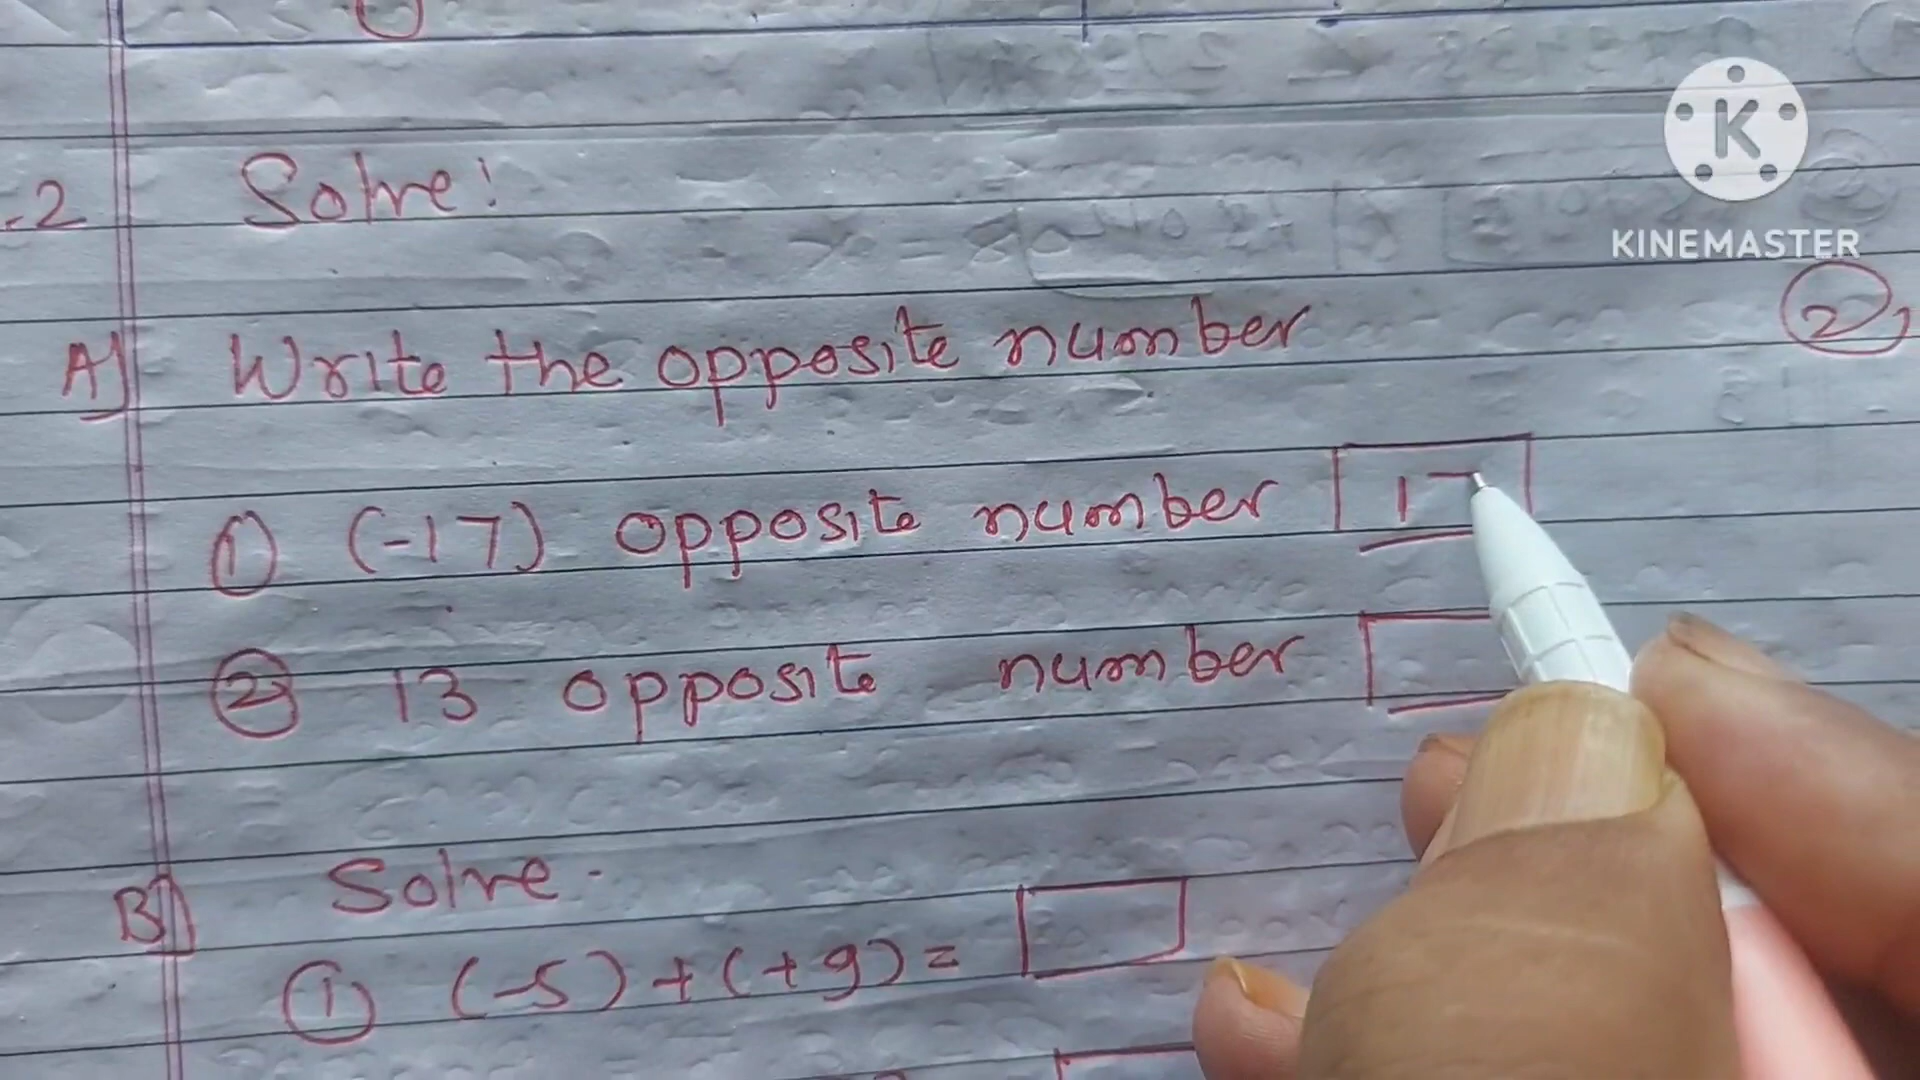 .2 Solve:
A) Write the opposite number
2,
① (-17) opposite number 17
② 13 opposite number
B) Solve.
① (-5) + (+9) =
K
KINEMASTER